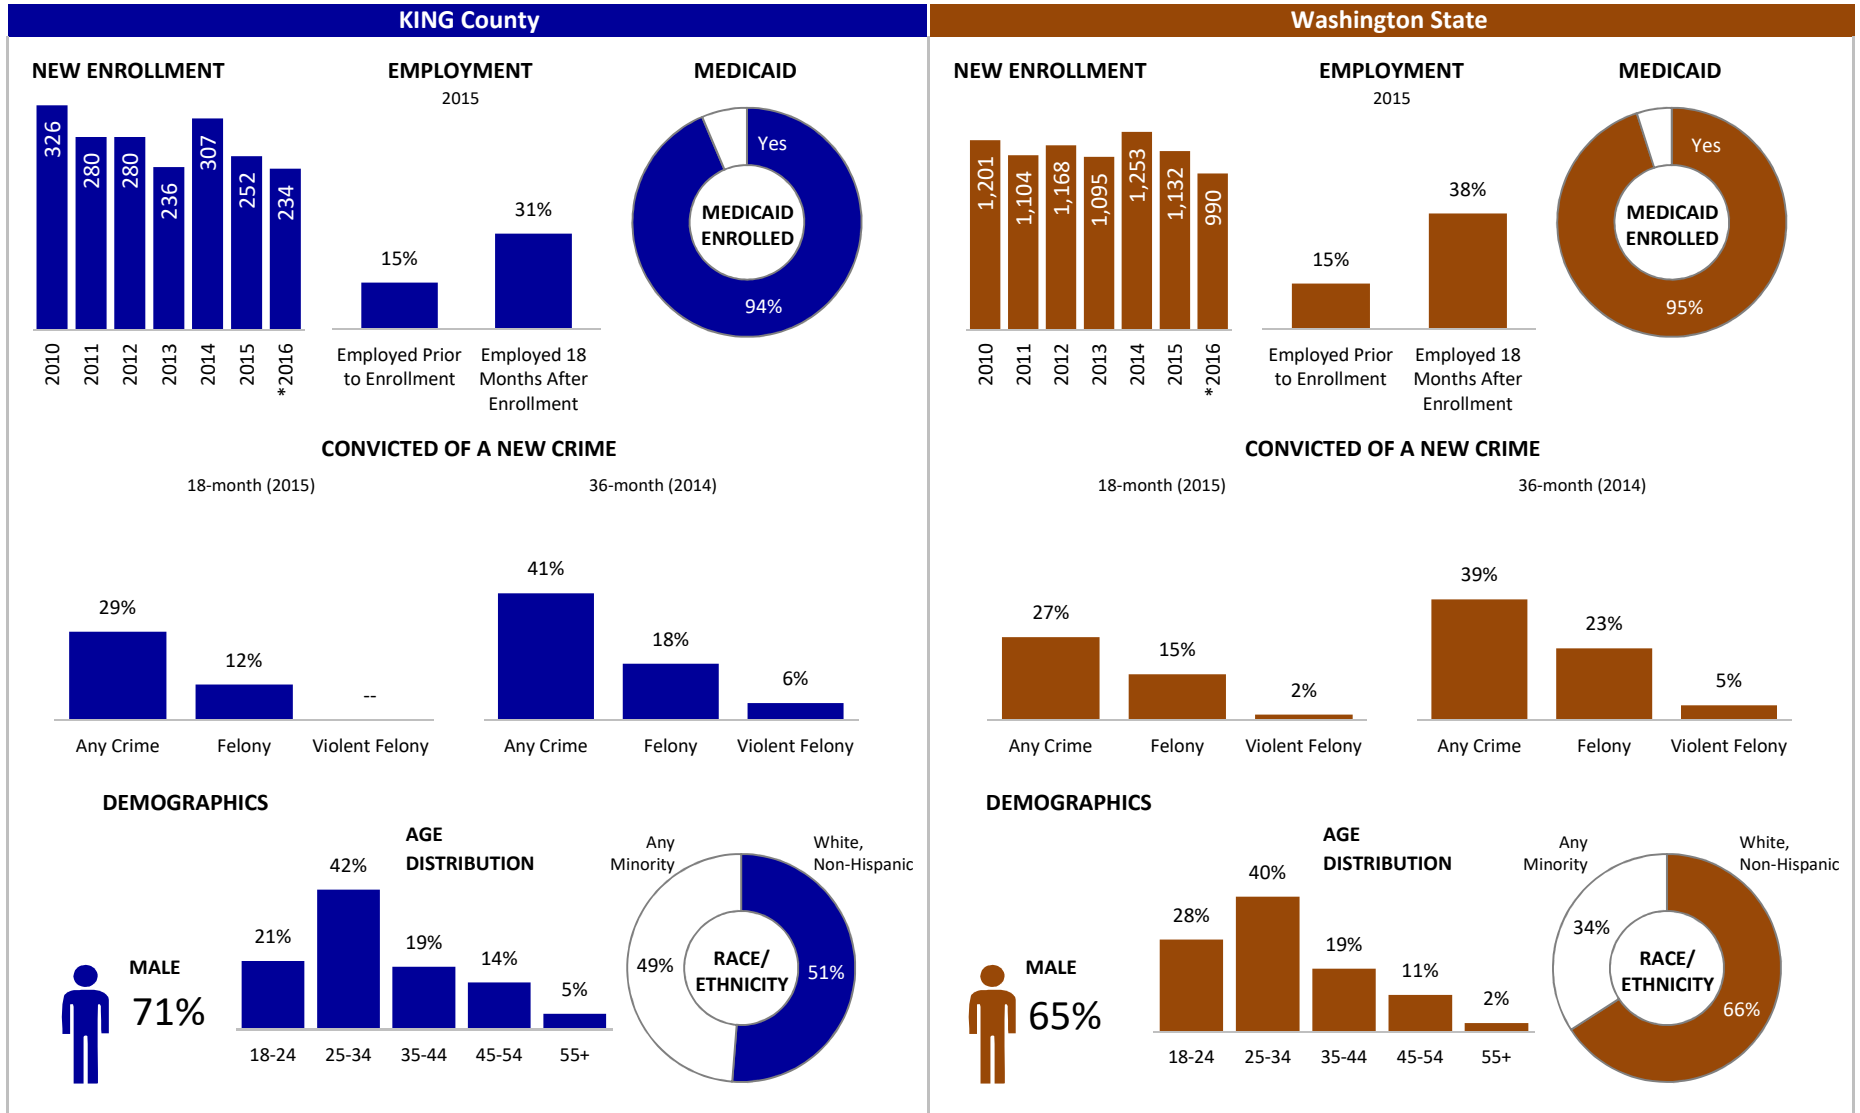 KING County
NEW ENROLLMENT
326
280
280
236
307
252
234
2010
2011
2012
2013
2014
2015
*2016
EMPLOYMENT
2015
15%
31%
Employed Prior
to Enrollment
Employed 18
Months After
Enrollment
MEDICAID
Yes
MEDICAID
ENROLLED
94%
CONVICTED OF A NEW CRIME
18-month (2015)
29%
12%
--
Any Crime
Felony
Violent Felony
36-month (2014)
41%
18%
6%
Any Crime
Felony
Violent Felony
DEMOGRAPHICS
MALE
71%
AGE
DISTRIBUTION
21%
42%
19%
14%
5%
18-24
25-34
35-44
45-54
55+
Any
Minority
White,
Non-Hispanic
49%
RACE/
ETHNICITY
51%
Washington State
NEW ENROLLMENT
1,201
1,104
1,168
1,095
1,253
1,132
990
2010
2011
2012
2013
2014
2015
*2016
EMPLOYMENT
2015
15%
38%
Employed Prior
to Enrollment
Employed 18
Months After
Enrollment
MEDICAID
Yes
MEDICAID
ENROLLED
95%
CONVICTED OF A NEW CRIME
18-month (2015)
27%
15%
2%
Any Crime
Felony
Violent Felony
36-month (2014)
39%
23%
5%
Any Crime
Felony
Violent Felony
DEMOGRAPHICS
MALE
65%
AGE
DISTRIBUTION
28%
40%
19%
11%
2%
18-24
25-34
35-44
45-54
55+
Any
Minority
White,
Non-Hispanic
34%
RACE/
ETHNICITY
66%